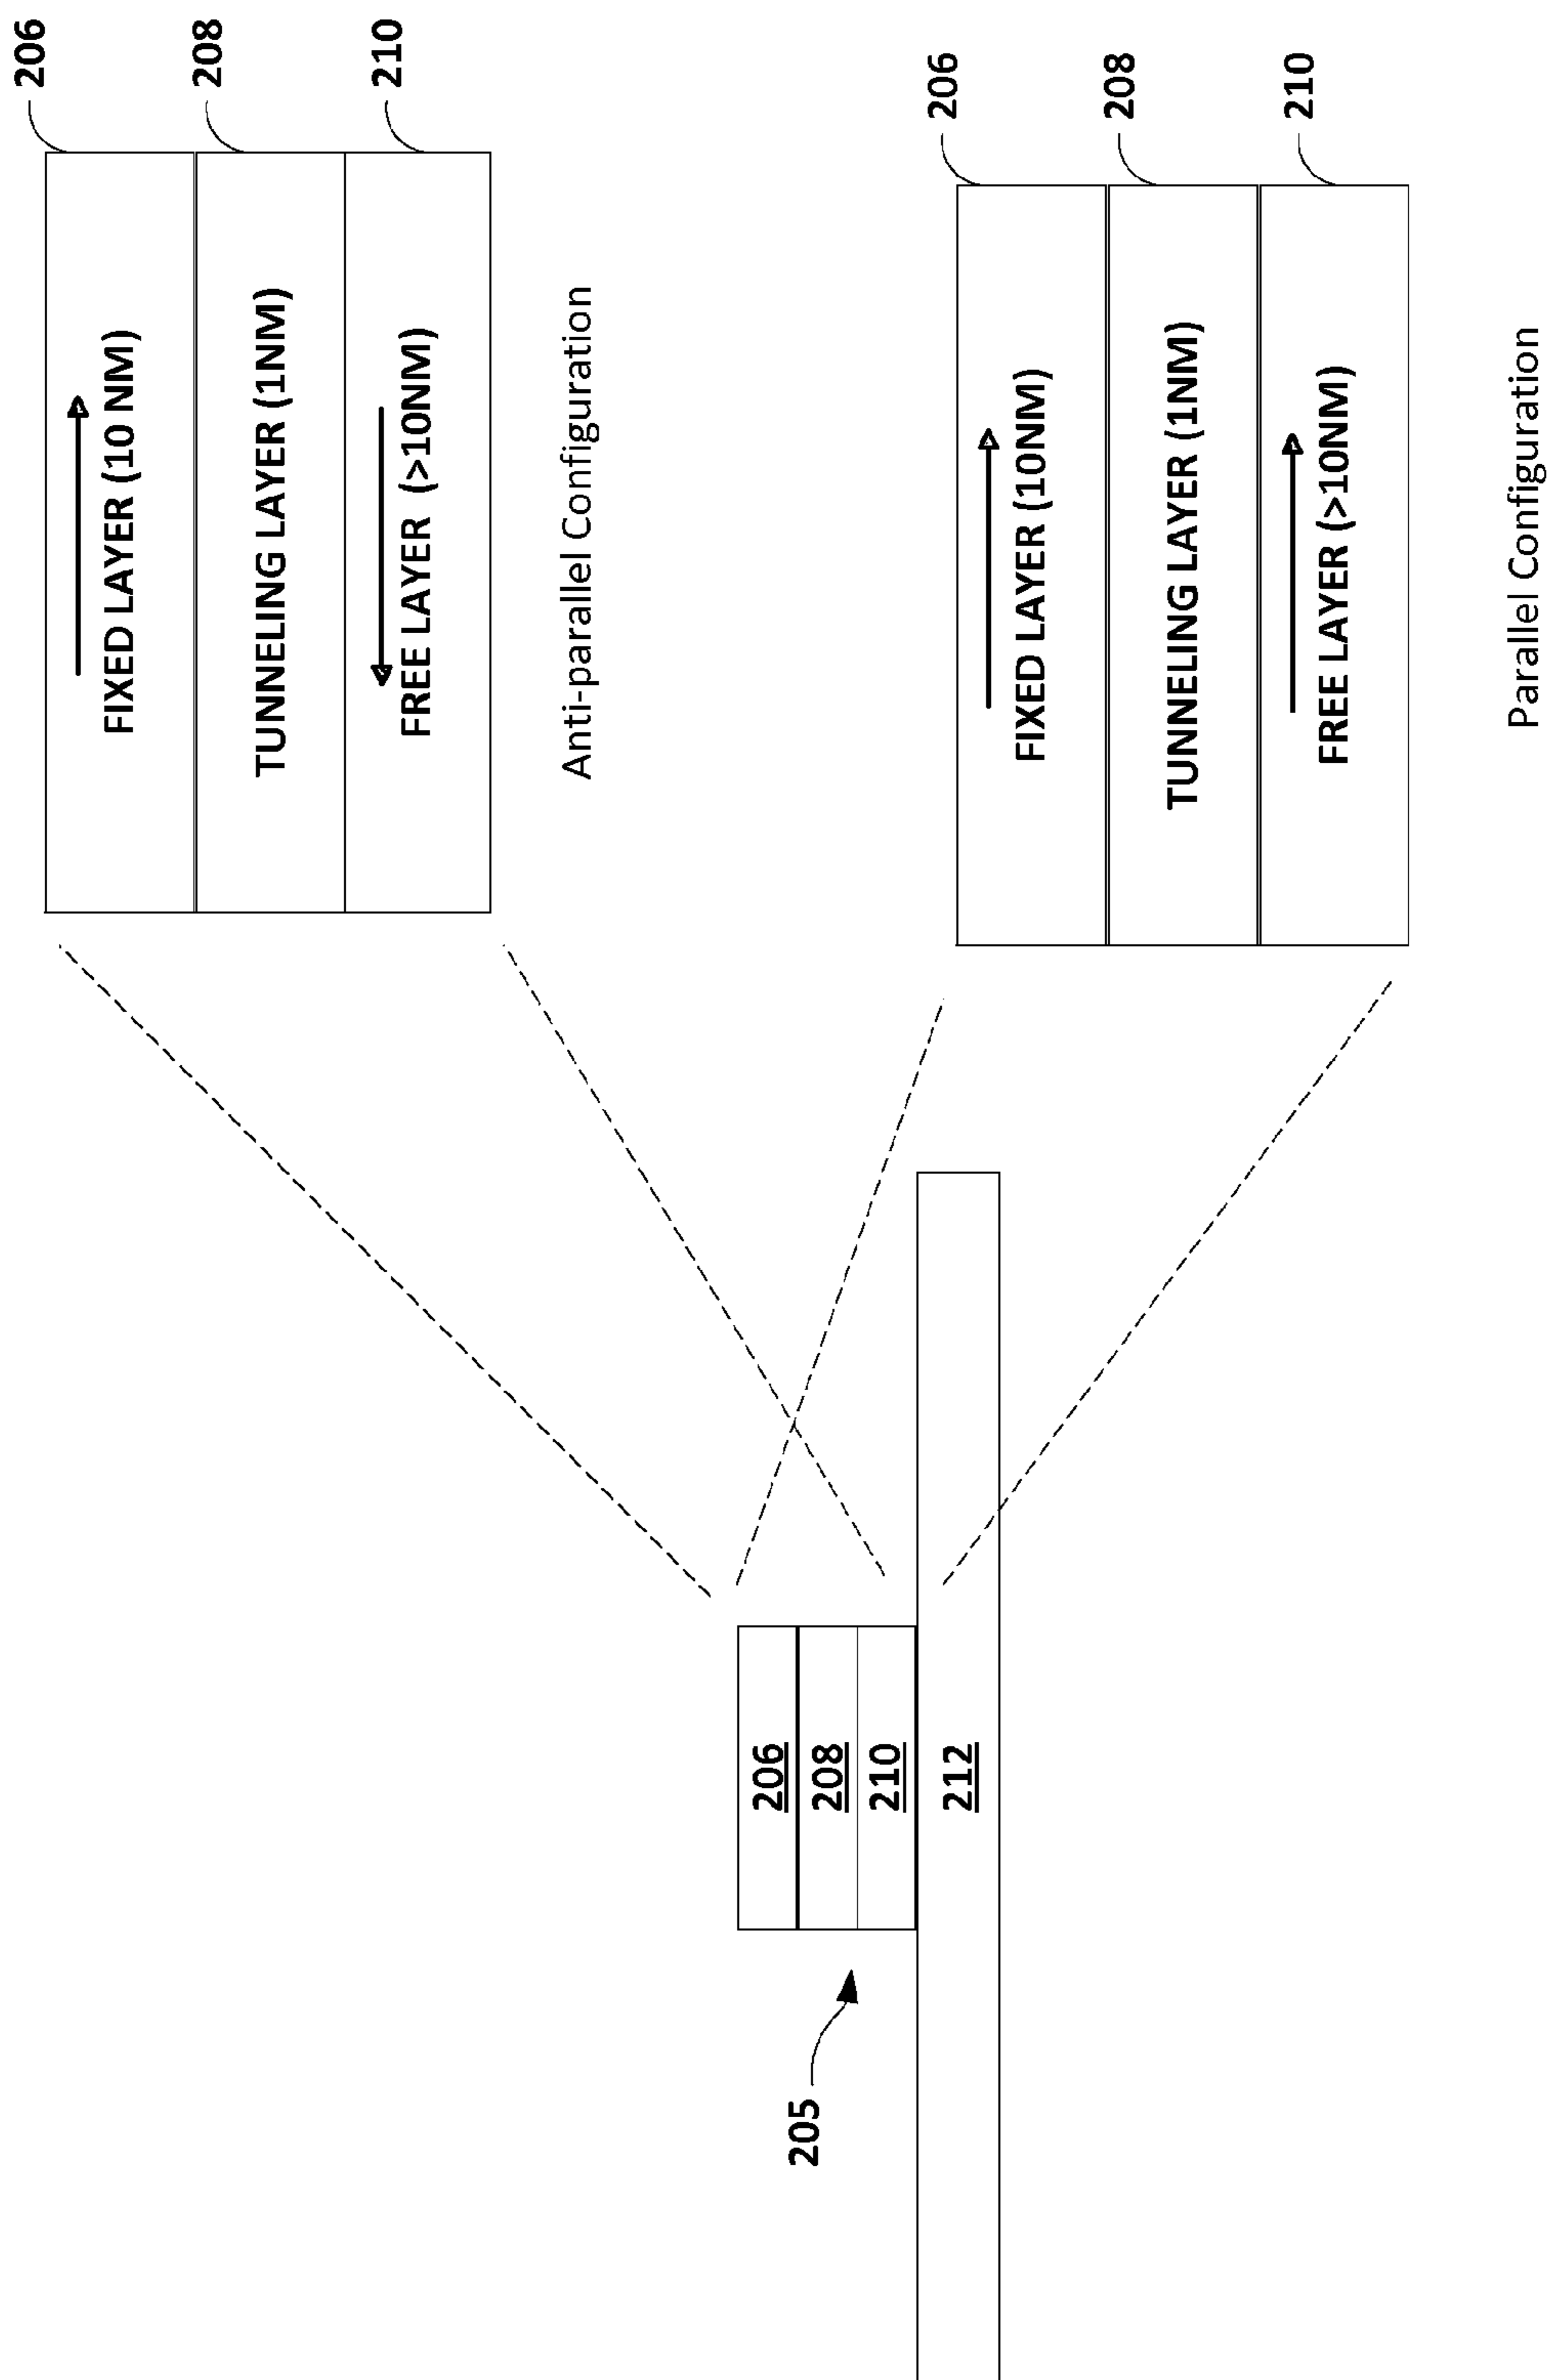 FIXED LAYER (10 NM)
206
TUNNELING LAYER (1NM)
208
FREE LAYER (>10NM)
210
Anti-parallel Configuration
205
206
208
210
212
FIXED LAYER (10NM)
206
TUNNELING LAYER (1NM)
208
FREE LAYER (>10NM)
210
Parallel Configuration